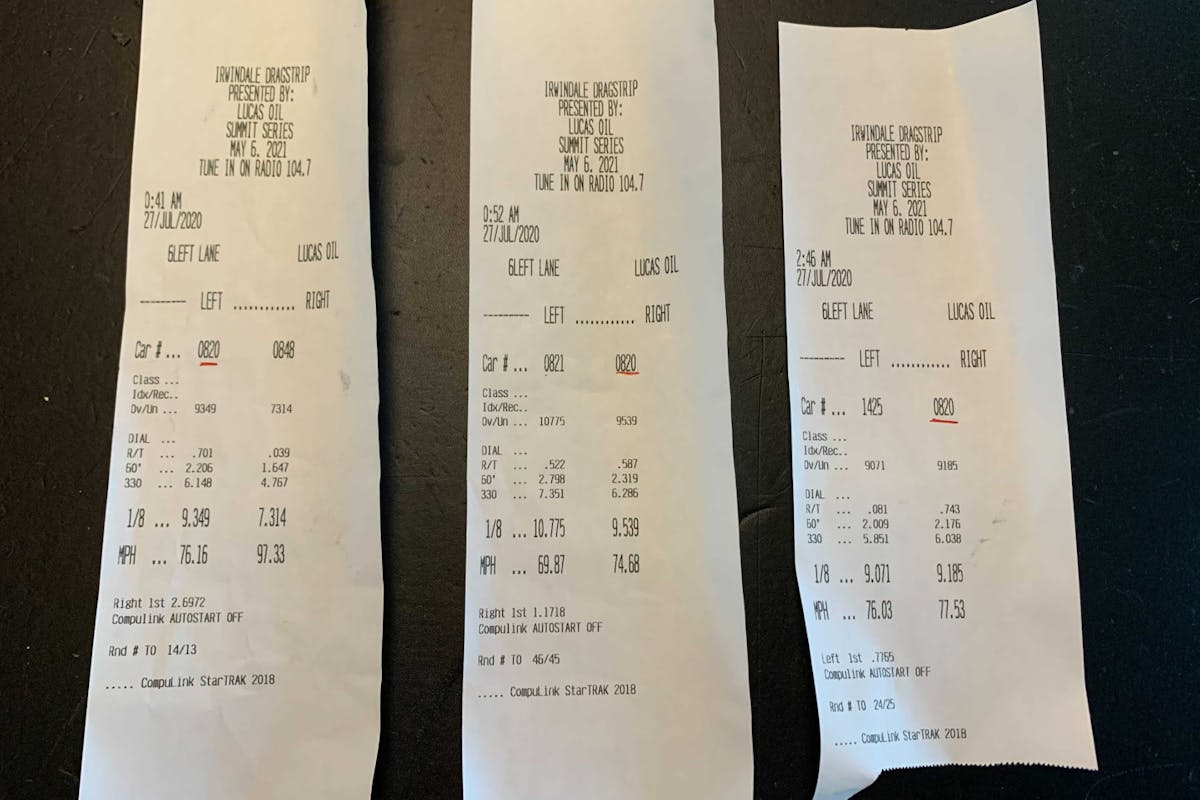 IRWINDALE DRAGSTRIP
PRESENTED BY:
LUCAS OIL
SUMMIT SERIES
MAY 6. 2021
TUNE IN ON RADIO 104.7
0:41 AM
27/JUL/2020
6LEFT LANE LUCAS OIL
--------- LEFT ............ RIGHT
Car # ... 0820 0848
Class ...
Idx/Rec..
Ov/Un ... 9349 7314
DIAL ...
R/T ... .701 .039
60' ... 2.206 1.647
330 ... 6.148 4.767
1/8 ... 9.349 7.314
MPH ... 76.16 97.33
Right 1st 2.6972
Compulink AUTOSTART OFF
Rnd # TO 14/13
..... CompuLink StarTRAK 2018
IRWINDALE DRAGSTRIP
PRESENTED BY:
LUCAS OIL
SUMMIT SERIES
MAY 6. 2021
TUNE IN ON RADIO 104.7
0:52 AM
27/JUL/2020
6LEFT LANE LUCAS OIL
--------- LEFT ............ RIGHT
Car # ... 0821 0820
Class ...
Idx/Rec..
Ov/Un ... 10775 9539
DIAL ...
R/T ... .522 .587
60' ... 2.798 2.319
330 ... 7.351 6.286
1/8 ... 10.775 9.539
MPH ... 69.87 74.68
Right 1st 1.1718
Compulink AUTOSTART OFF
Rnd # TO 46/45
..... CompuLink StarTRAK 2018
IRWINDALE DRAGSTRIP
PRESENTED BY:
LUCAS OIL
SUMMIT SERIES
MAY 6. 2021
TUNE IN ON RADIO 104.7
2:46 AM
27/JUL/2020
6LEFT LANE LUCAS OIL
--------- LEFT ............ RIGHT
Car # ... 1425 0820
Class ...
Idx/Rec..
Ov/Un ... 9071 9185
DIAL ...
R/T ... .081 .743
60' ... 2.009 2.176
330 ... 5.851 6.038
1/8 ... 9.071 9.185
MPH ... 76.03 77.53
Left 1st .7765
Compulink AUTOSTART OFF
Rnd # TO 24/25
..... CompuLink StarTRAK 2018